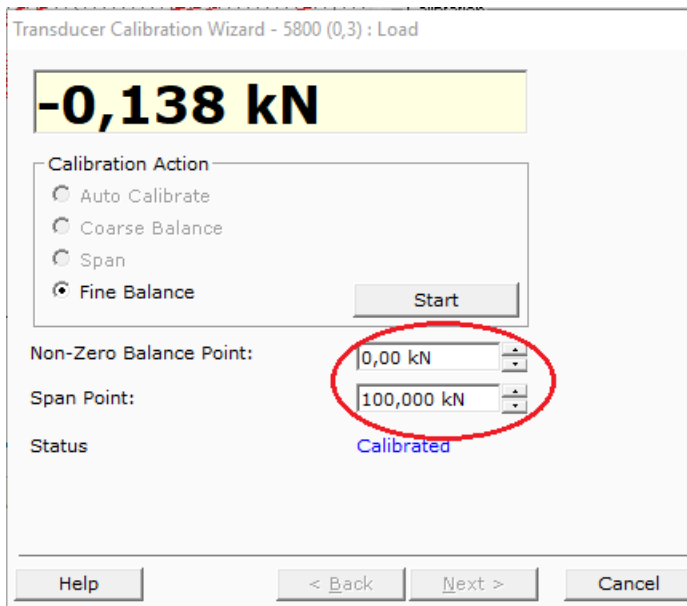 Transducer Calibration Wizard - 5800 (0,3) : Load
-0,138 kN
Calibration Action
Auto Calibrate
Coarse Balance
Span
Fine Balance
Start
Non-Zero Balance Point: 0,00 kN
Span Point: 100,000 kN
Status Calibrated
Help < Back Next > Cancel